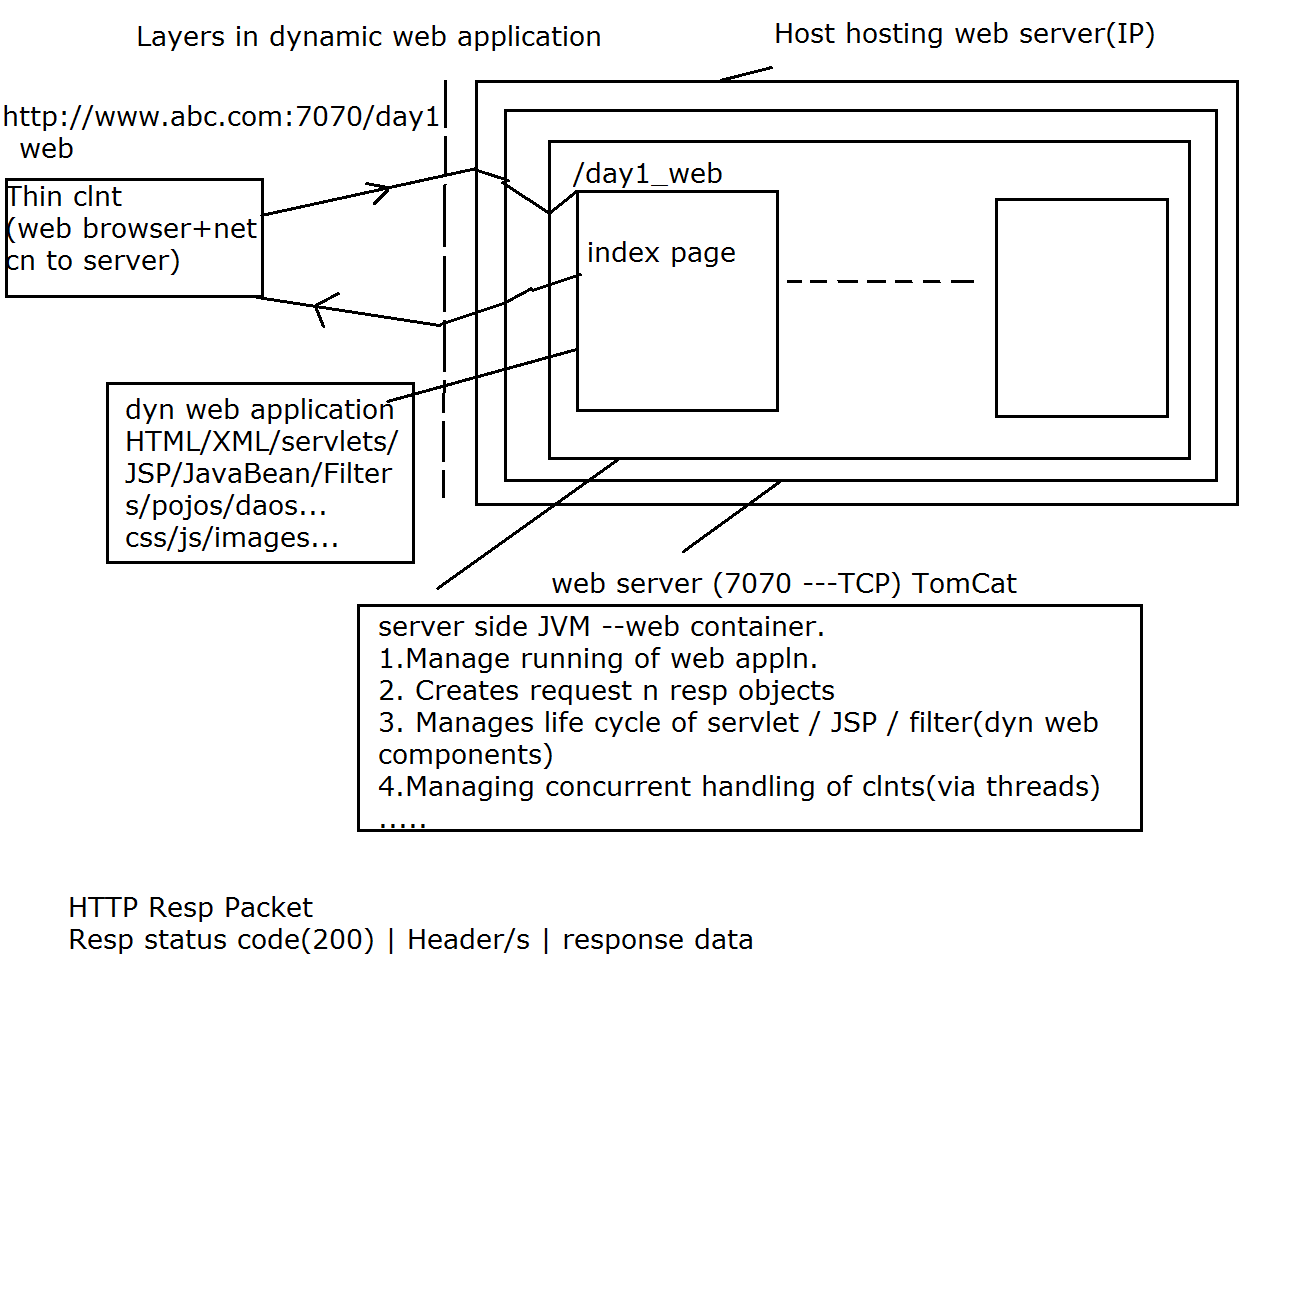 Layers in dynamic web application
Host hosting web server(IP)
http://www.abc.com:7070/day1
web
Thin clnt
(web browser+net
cn to server)
/day1_web
index page
dyn web application
HTML/XML/servlets/
JSP/JavaBean/Filter
s/pojos/daos...
css/js/images...
web server (7070 ---TCP) TomCat
server side JVM --web container.
1.Manage running of web appln.
2. Creates request n resp objects
3. Manages life cycle of servlet / JSP / filter(dyn web
components)
4.Managing concurrent handling of clnts(via threads)
.....
HTTP Resp Packet
Resp status code(200) | Header/s | response data